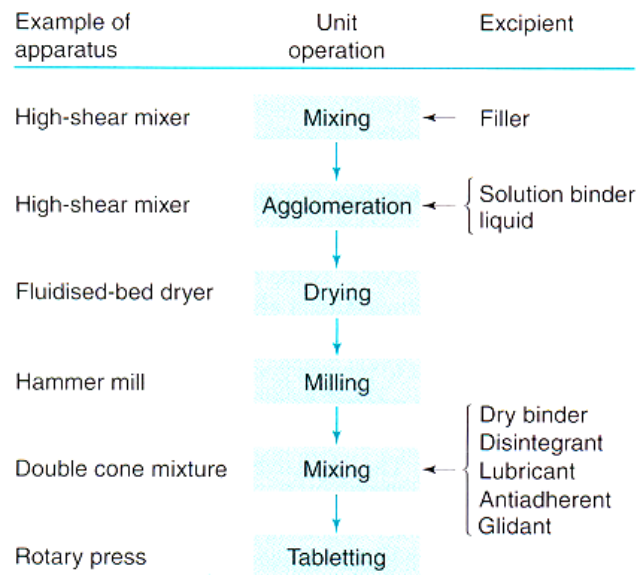 Example of apparatus
Unit operation
Excipient
High-shear mixer
Mixing
Filler
High-shear mixer
Agglomeration
Solution binder
liquid
Fluidised-bed dryer
Drying
Hammer mill
Milling
Double cone mixture
Mixing
Dry binder
Disintegrant
Lubricant
Antiadherent
Glidant
Rotary press
Tabletting